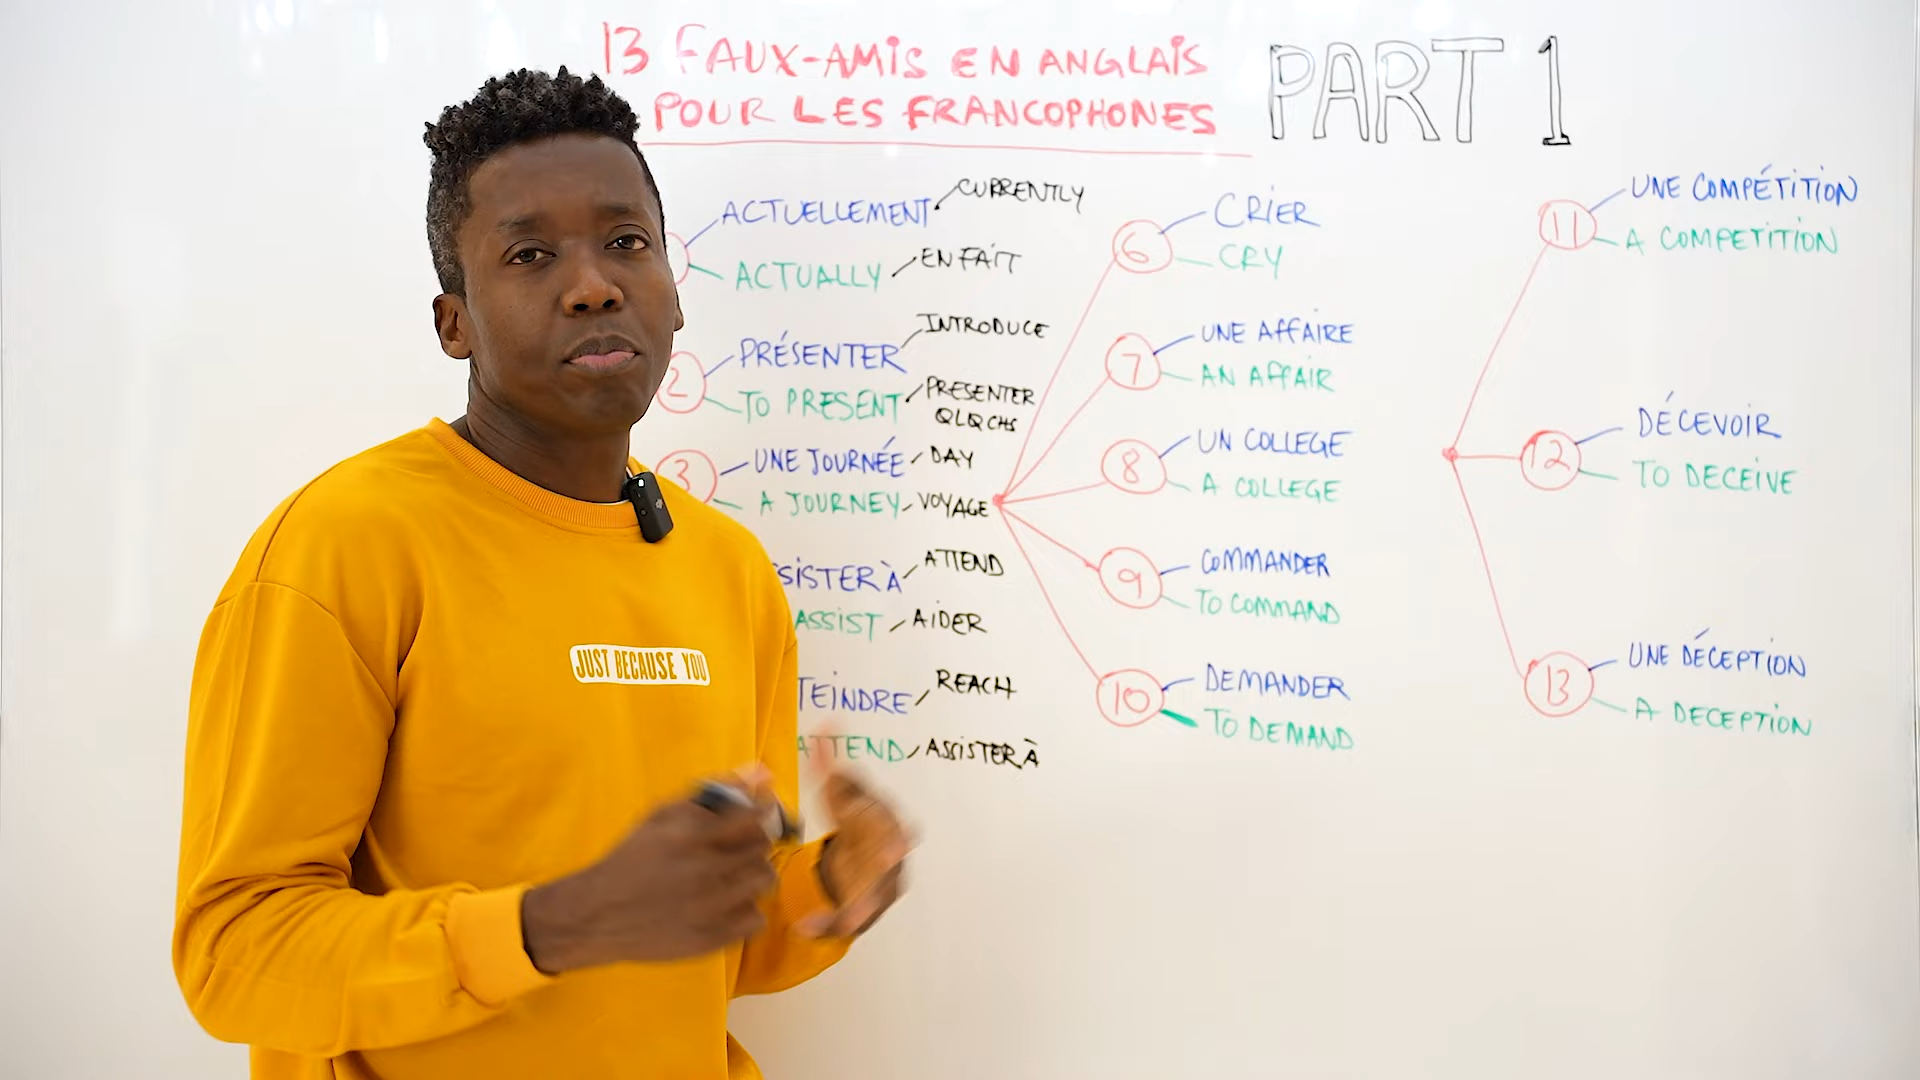 13 FAUX-AMIS EN ANGLAIS
POUR LES FRANCOPHONES
PART 1
ACTUELLEMENT CURRENTLY
ACTUALLY EN FAIT
2 PRÉSENTER INTRODUCE
TO PRESENT PRESENTER
QLQ CHS
3 UNE JOURNÉE DAY
A JOURNEY VOYAGE
SISTER À ATTEND
ASSIST AIDER
TEINDRE REACH
ATTEND ASSISTER À
6 CRIER
CRY
7 UNE AFFAIRE
AN AFFAIR
8 UN COLLEGE
A COLLEGE
9 COMMANDER
TO COMMAND
10 DEMANDER
TO DEMAND
11 UNE COMPÉTITION
A COMPETITION
12 DÉCEVOIR
TO DECEIVE
13 UNE DÉCEPTION
A DECEPTION
JUST BECAUSE YOU